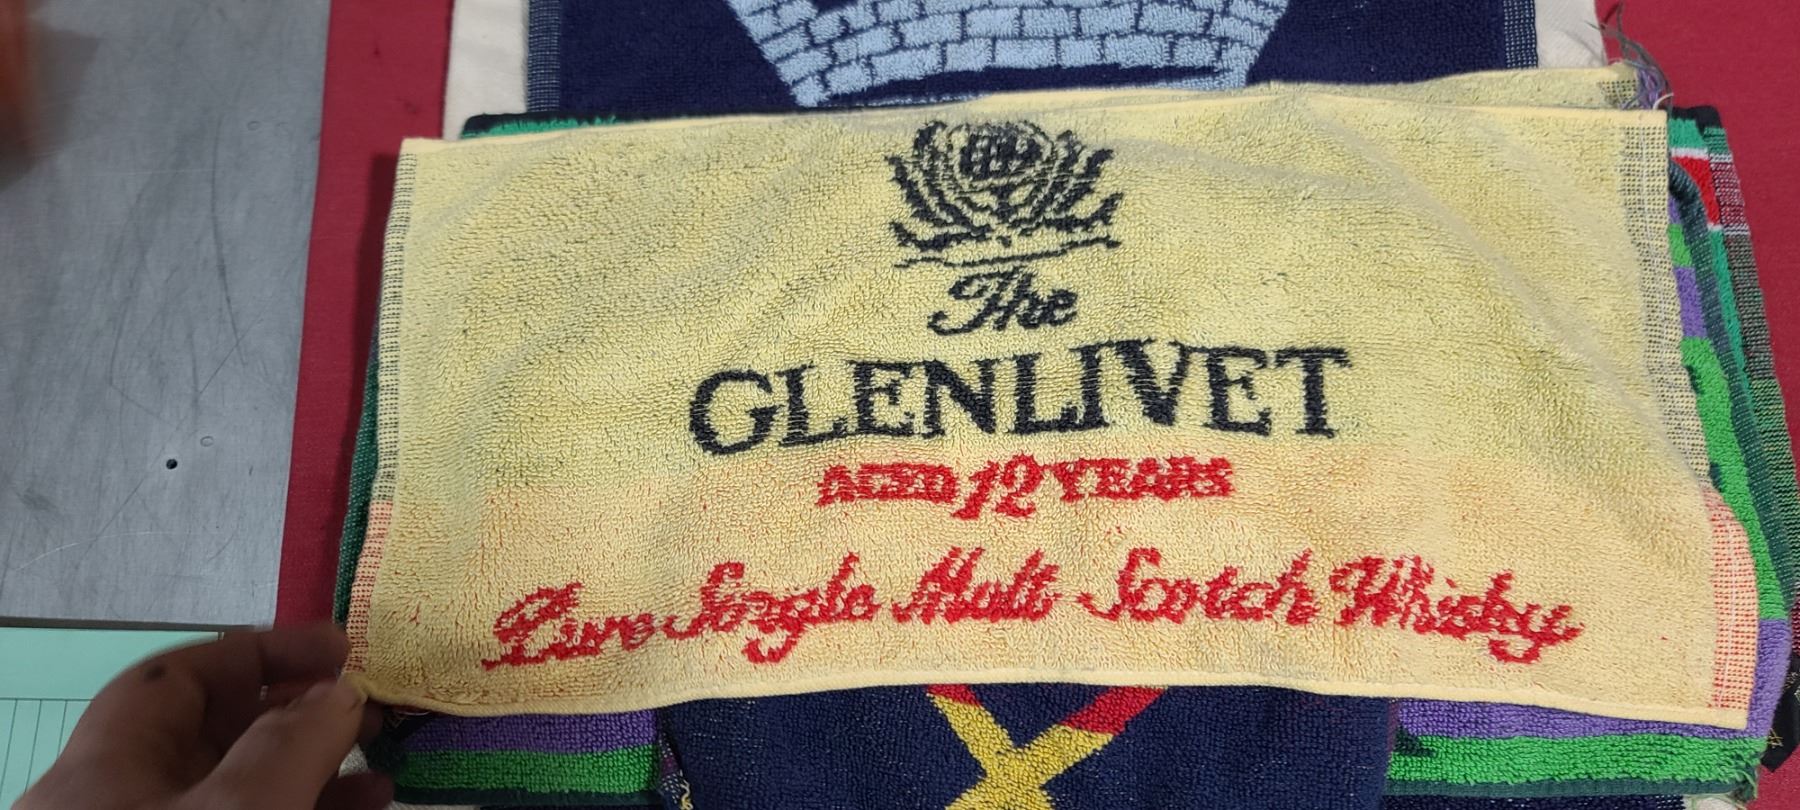 The
GLENLIVET
AGED 12 YEARS
Pure Single Malt Scotch Whisky